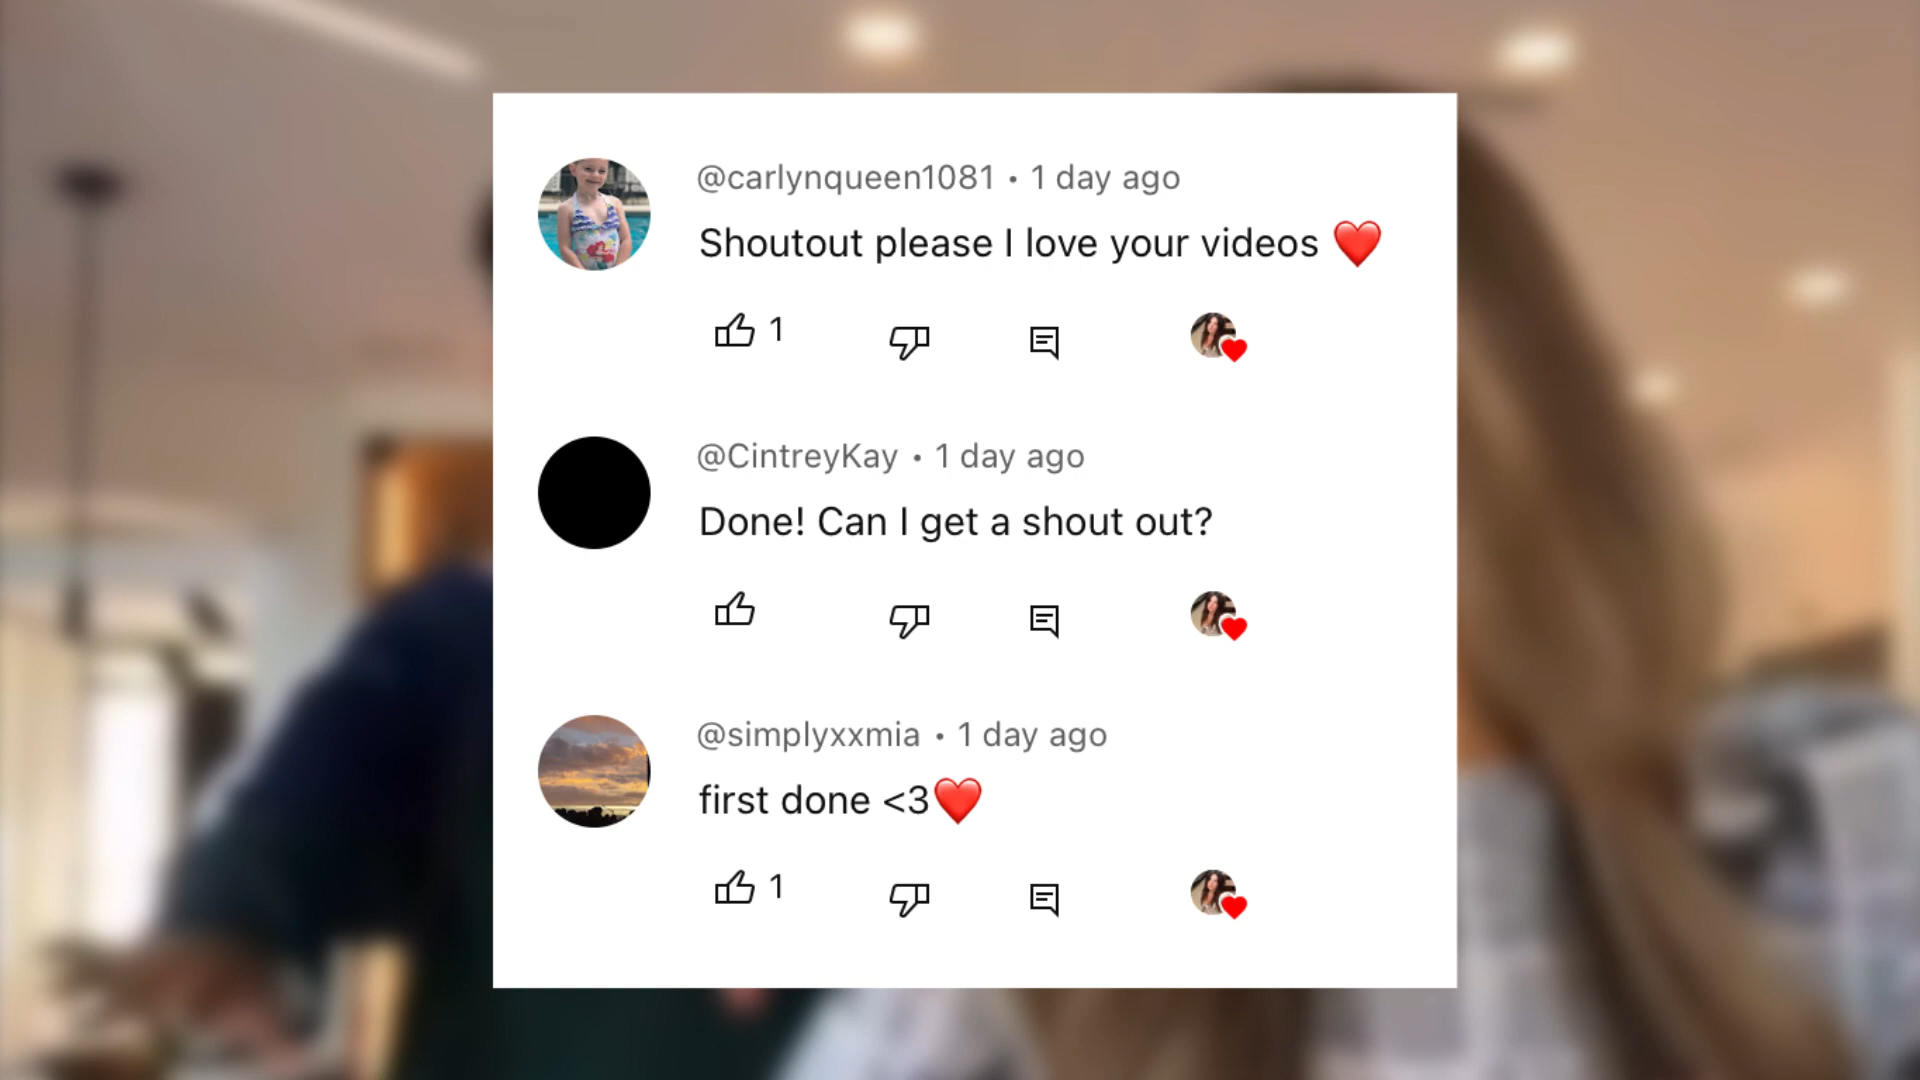 @carlynqueen1081 • 1 day ago
Shoutout please I love your videos ❤️
1
@CintreyKay • 1 day ago
Done! Can I get a shout out?
@simplyxxmia • 1 day ago
first done <3❤️
1